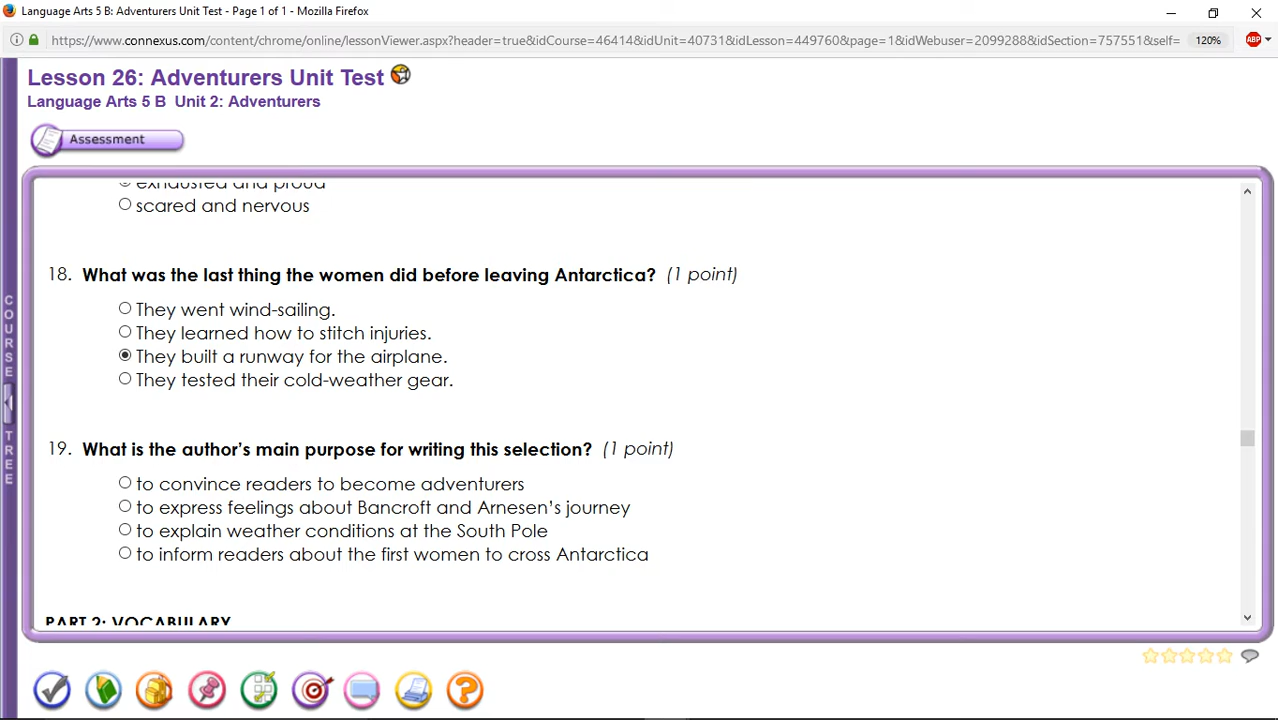 Language Arts 5 B: Adventurers Unit Test - Page 1 of 1 - Mozilla Firefox
https://www.connexus.com/content/chrome/online/lessonViewer.aspx?header=true&idCourse=46414&idUnit=40731&idLesson=449760&page=1&idWebuser=2099288&idSection=757551&self= 120% ABP
Lesson 26: Adventurers Unit Test
Language Arts 5 B Unit 2: Adventurers
Assessment
COURSE TREE
exhausted and proud
scared and nervous
18. What was the last thing the women did before leaving Antarctica? (1 point)
They went wind-sailing.
They learned how to stitch injuries.
They built a runway for the airplane.
They tested their cold-weather gear.
19. What is the author’s main purpose for writing this selection? (1 point)
to convince readers to become adventurers
to express feelings about Bancroft and Arnesen’s journey
to explain weather conditions at the South Pole
to inform readers about the first women to cross Antarctica
PART 2: VOCABULARY